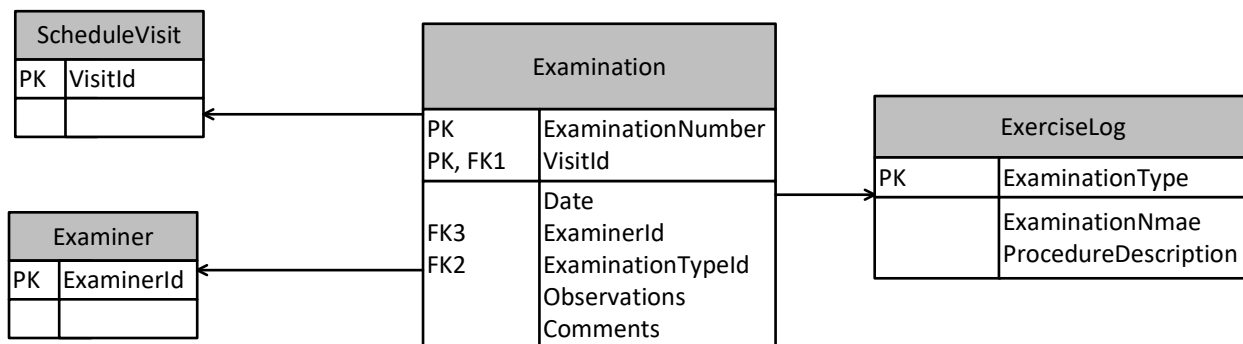 ScheduleVisit
PK VisitId
Examination
PK ExaminationNumber
PK, FK1 VisitId
Date
FK3 ExaminerId
FK2 ExaminationTypeId
Observations
Comments
ExerciseLog
PK ExaminationType
ExaminationNmae
ProcedureDescription
Examiner
PK ExaminerId